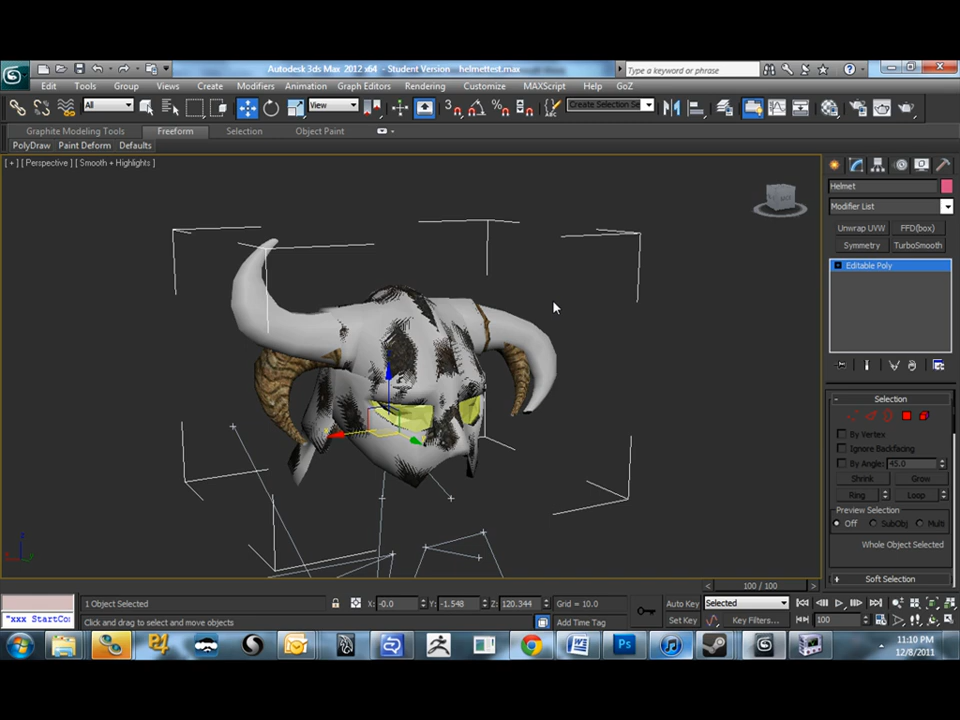 Autodesk 3ds Max 2012 x64 - Student Version helmettest.max
Type a keyword or phrase
Edit Tools Group Views Create Modifiers Animation Graph Editors Rendering Customize MAXScript Help GoZ
All View 3 Create Selection Se
Graphite Modeling Tools Freeform Selection Object Paint
PolyDraw Paint Deform Defaults
[ + ] [ Perspective ] [ Smooth + Highlights ]
Helmet
Modifier List
Unwrap UVW FFD(box)
Symmetry TurboSmooth
Editable Poly
- Selection
By Vertex
Ignore Backfacing
By Angle: 45.0
Shrink Grow
Ring Loop
Preview Selection
Off SubObj Multi
Whole Object Selected
+ Soft Selection
< 100 / 100 >
1 Object Selected X: -0.0 Y: -1.548 Z: 120.344 Grid = 10.0 Auto Key Selected
"xxx StartCo: Click and drag to select and move objects Add Time Tag Set Key Key Filters... 100
11:10 PM
12/8/2011